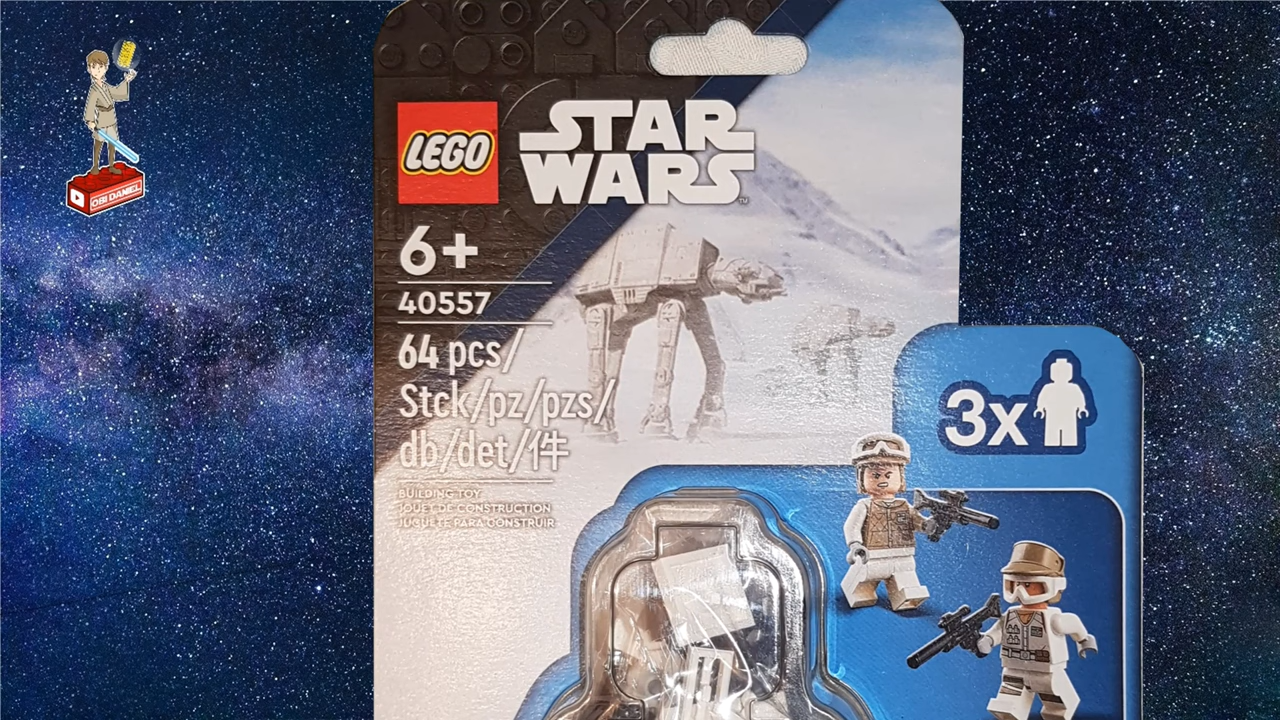 OBI DANIEL
LEGO
STAR
WARS™
6+
40557
64 pcs/
Stck/pz/pzs/
db/det/件
BUILDING TOY
JOUET DE CONSTRUCTION
JUGUETE PARA CONSTRUIR
3x